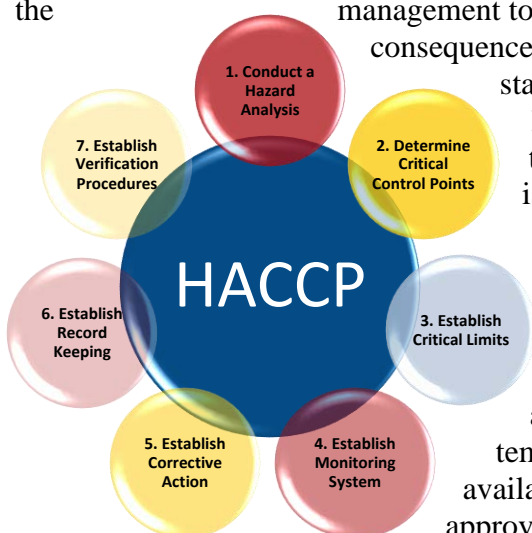 the
management to
consequence
sta
t
i
a
ten
availa
approv
1. Conduct a
Hazard
Analysis
2. Determine
Critical
Control Points
3. Establish
Critical Limits
4. Establish
Monitoring
System
5. Establish
Corrective
Action
6. Establish
Record
Keeping
7. Establish
Verification
Procedures
HACCP